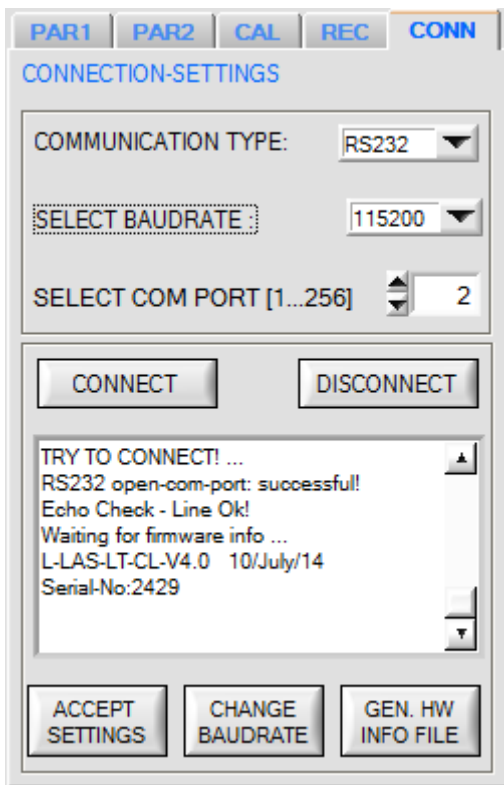 PAR1 PAR2 CAL REC CONN
CONNECTION-SETTINGS
COMMUNICATION TYPE: RS232
SELECT BAUDRATE : 115200
SELECT COM PORT [1...256] 2
CONNECT DISCONNECT
TRY TO CONNECT! ...
RS232 open-com-port: successful!
Echo Check - Line Ok!
Waiting for firmware info ...
L-LAS-LT-CL-V4.0 10/July/14
Serial-No:2429
ACCEPT SETTINGS CHANGE BAUDRATE GEN. HW INFO FILE